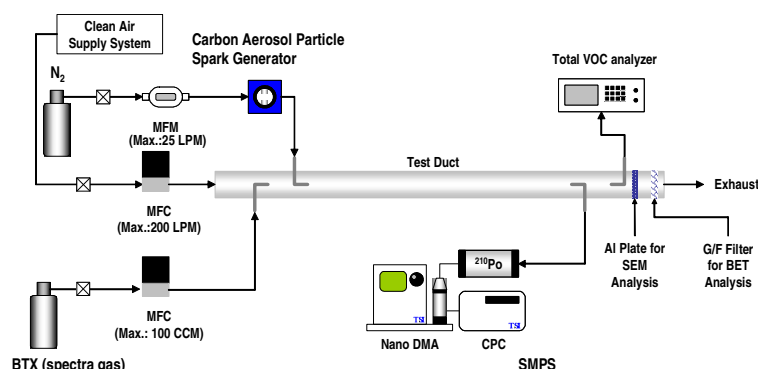 Clean Air
Supply System
Carbon Aerosol Particle
Spark Generator
N2
Total VOC analyzer
MFM
(Max.:25 LPM)
Test Duct
Exhaust
MFC
(Max.:200 LPM)
210Po
Al Plate for
SEM
Analysis
G/F Filter
for BET
Analysis
TSI
TSI
MFC
(Max.: 100 CCM)
Nano DMA
CPC
BTX (spectra gas)
SMPS